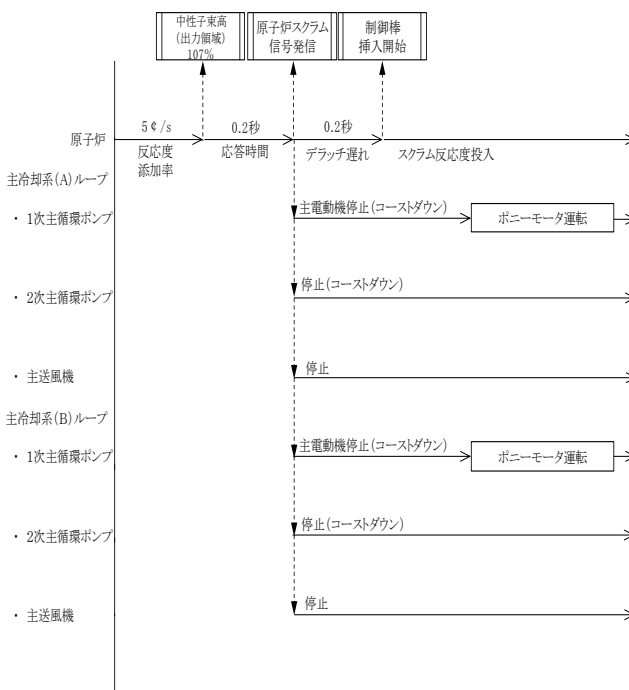 中性子束高
(出力領域)
107%
原子炉スクラム
信号発信
制御棒
挿入開始
原子炉
5￠/s
反応度
添加率
0.2秒
応答時間
0.2秒
デラッチ遅れ
スクラム反応度投入
主冷却系(A)ループ
・ 1次主循環ポンプ
主電動機停止(コーストダウン)
ポニーモータ運転
・ 2次主循環ポンプ
停止(コーストダウン)
・ 主送風機
停止
主冷却系(B)ループ
・ 1次主循環ポンプ
主電動機停止(コーストダウン)
ポニーモータ運転
・ 2次主循環ポンプ
停止(コーストダウン)
・ 主送風機
停止